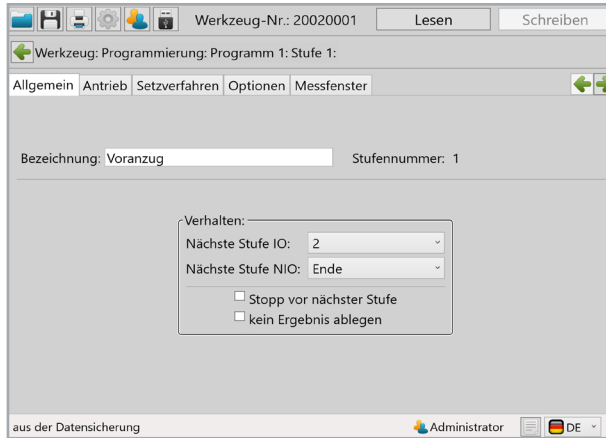 Werkzeug-Nr.: 20020001 Lesen Schreiben
Werkzeug: Programmierung: Programm 1: Stufe 1:
Allgemein Antrieb Setzverfahren Optionen Messfenster
Bezeichnung: Voranzug Stufennummer: 1
Verhalten:
Nächste Stufe IO: 2
Nächste Stufe NIO: Ende
Stopp vor nächster Stufe
kein Ergebnis ablegen
aus der Datensicherung Administrator DE